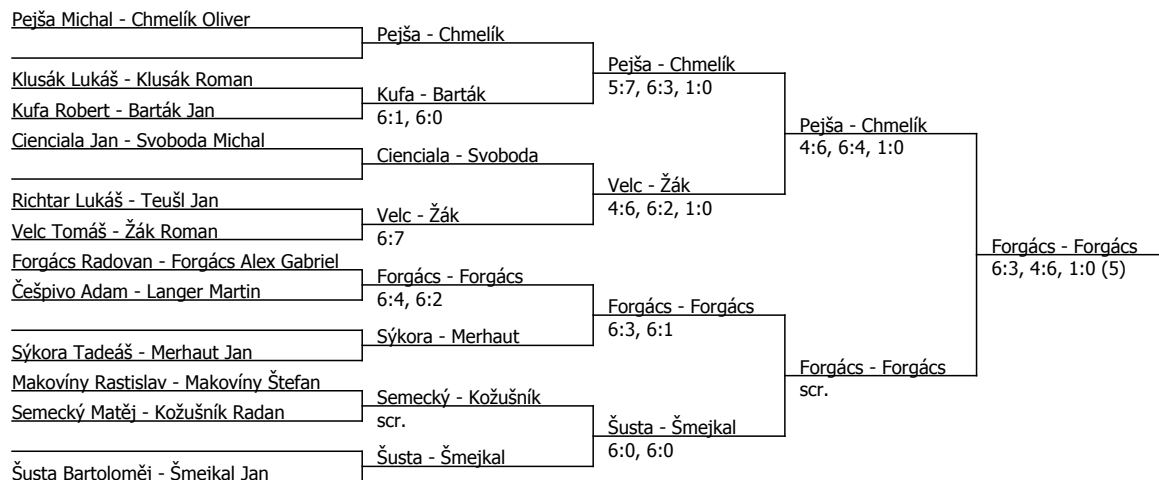 Pejša Michal - Chmelík Oliver
Klusák Lukáš - Klusák Roman
Kufa Robert - Barták Jan
Cienciala Jan - Svoboda Michal
Richtar Lukáš - Teušl Jan
Velc Tomáš - Žák Roman
Forgács Radovan - Forgács Alex Gabriel
Češpivo Adam - Langer Martin
Sýkora Tadeáš - Merhaut Jan
Makovíny Rastislav - Makovíny Štefan
Semecký Matěj - Kožušník Radan
Šusta Bartoloměj - Šmejkal Jan
Pejša - Chmelík
Kufa - Barták
6:1, 6:0
Cienciala - Svoboda
Velc - Žák
6:7
Forgács - Forgács
6:4, 6:2
Sýkora - Merhaut
Semecký - Kožušník
scr.
Šusta - Šmejkal
Pejša - Chmelík
5:7, 6:3, 1:0
Velc - Žák
4:6, 6:2, 1:0
Forgács - Forgács
6:3, 6:1
Šusta - Šmejkal
6:0, 6:0
Pejša - Chmelík
4:6, 6:4, 1:0
Forgács - Forgács
scr.
Forgács - Forgács
6:3, 4:6, 1:0 (5)